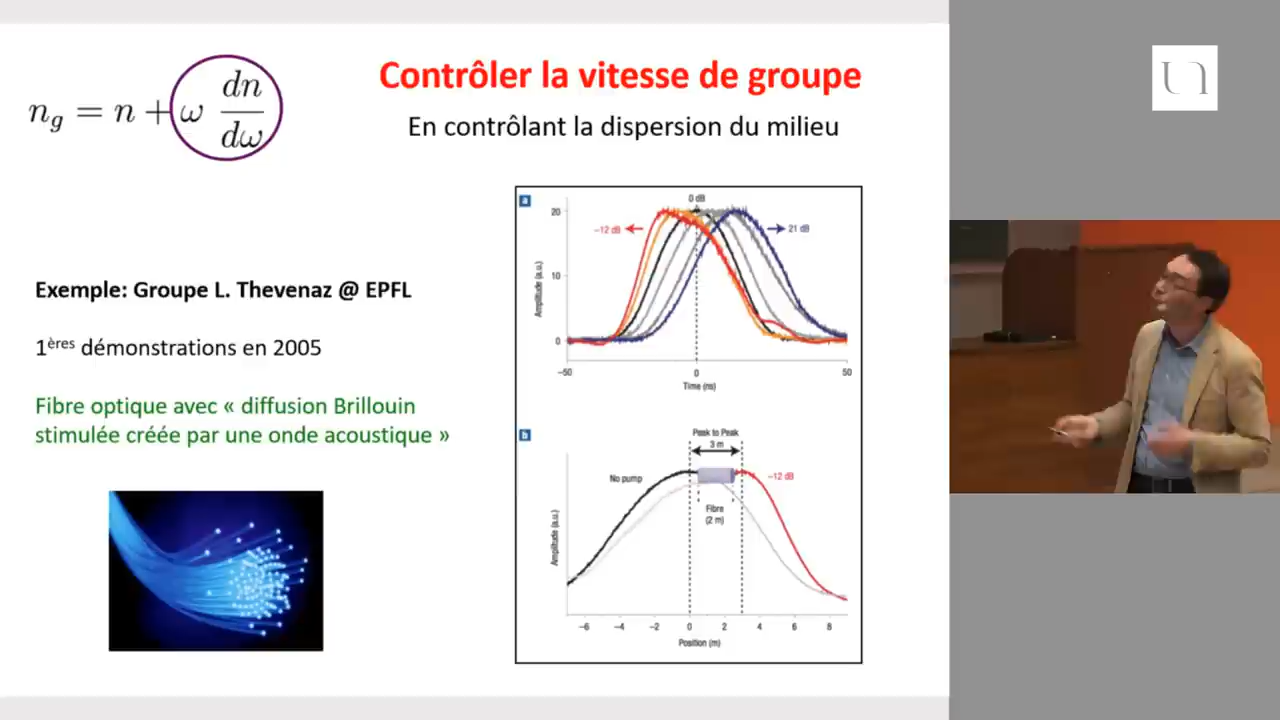 n_g = n + ω dn/dω
Contrôler la vitesse de groupe
En contrôlant la dispersion du milieu
Exemple: Groupe L. Thevenaz @ EPFL
1ères démonstrations en 2005
Fibre optique avec « diffusion Brillouin
stimulée créée par une onde acoustique »
a
0 dB
−12 dB
21 dB
20
10
0
Amplitude (a.u.)
−50
0
50
Time (ns)
b
Peak to Peak
3 m
No pump
−12 dB
Fibre
(2 m)
Amplitude (a.u.)
−6
−4
−2
0
2
4
6
8
Position (m)